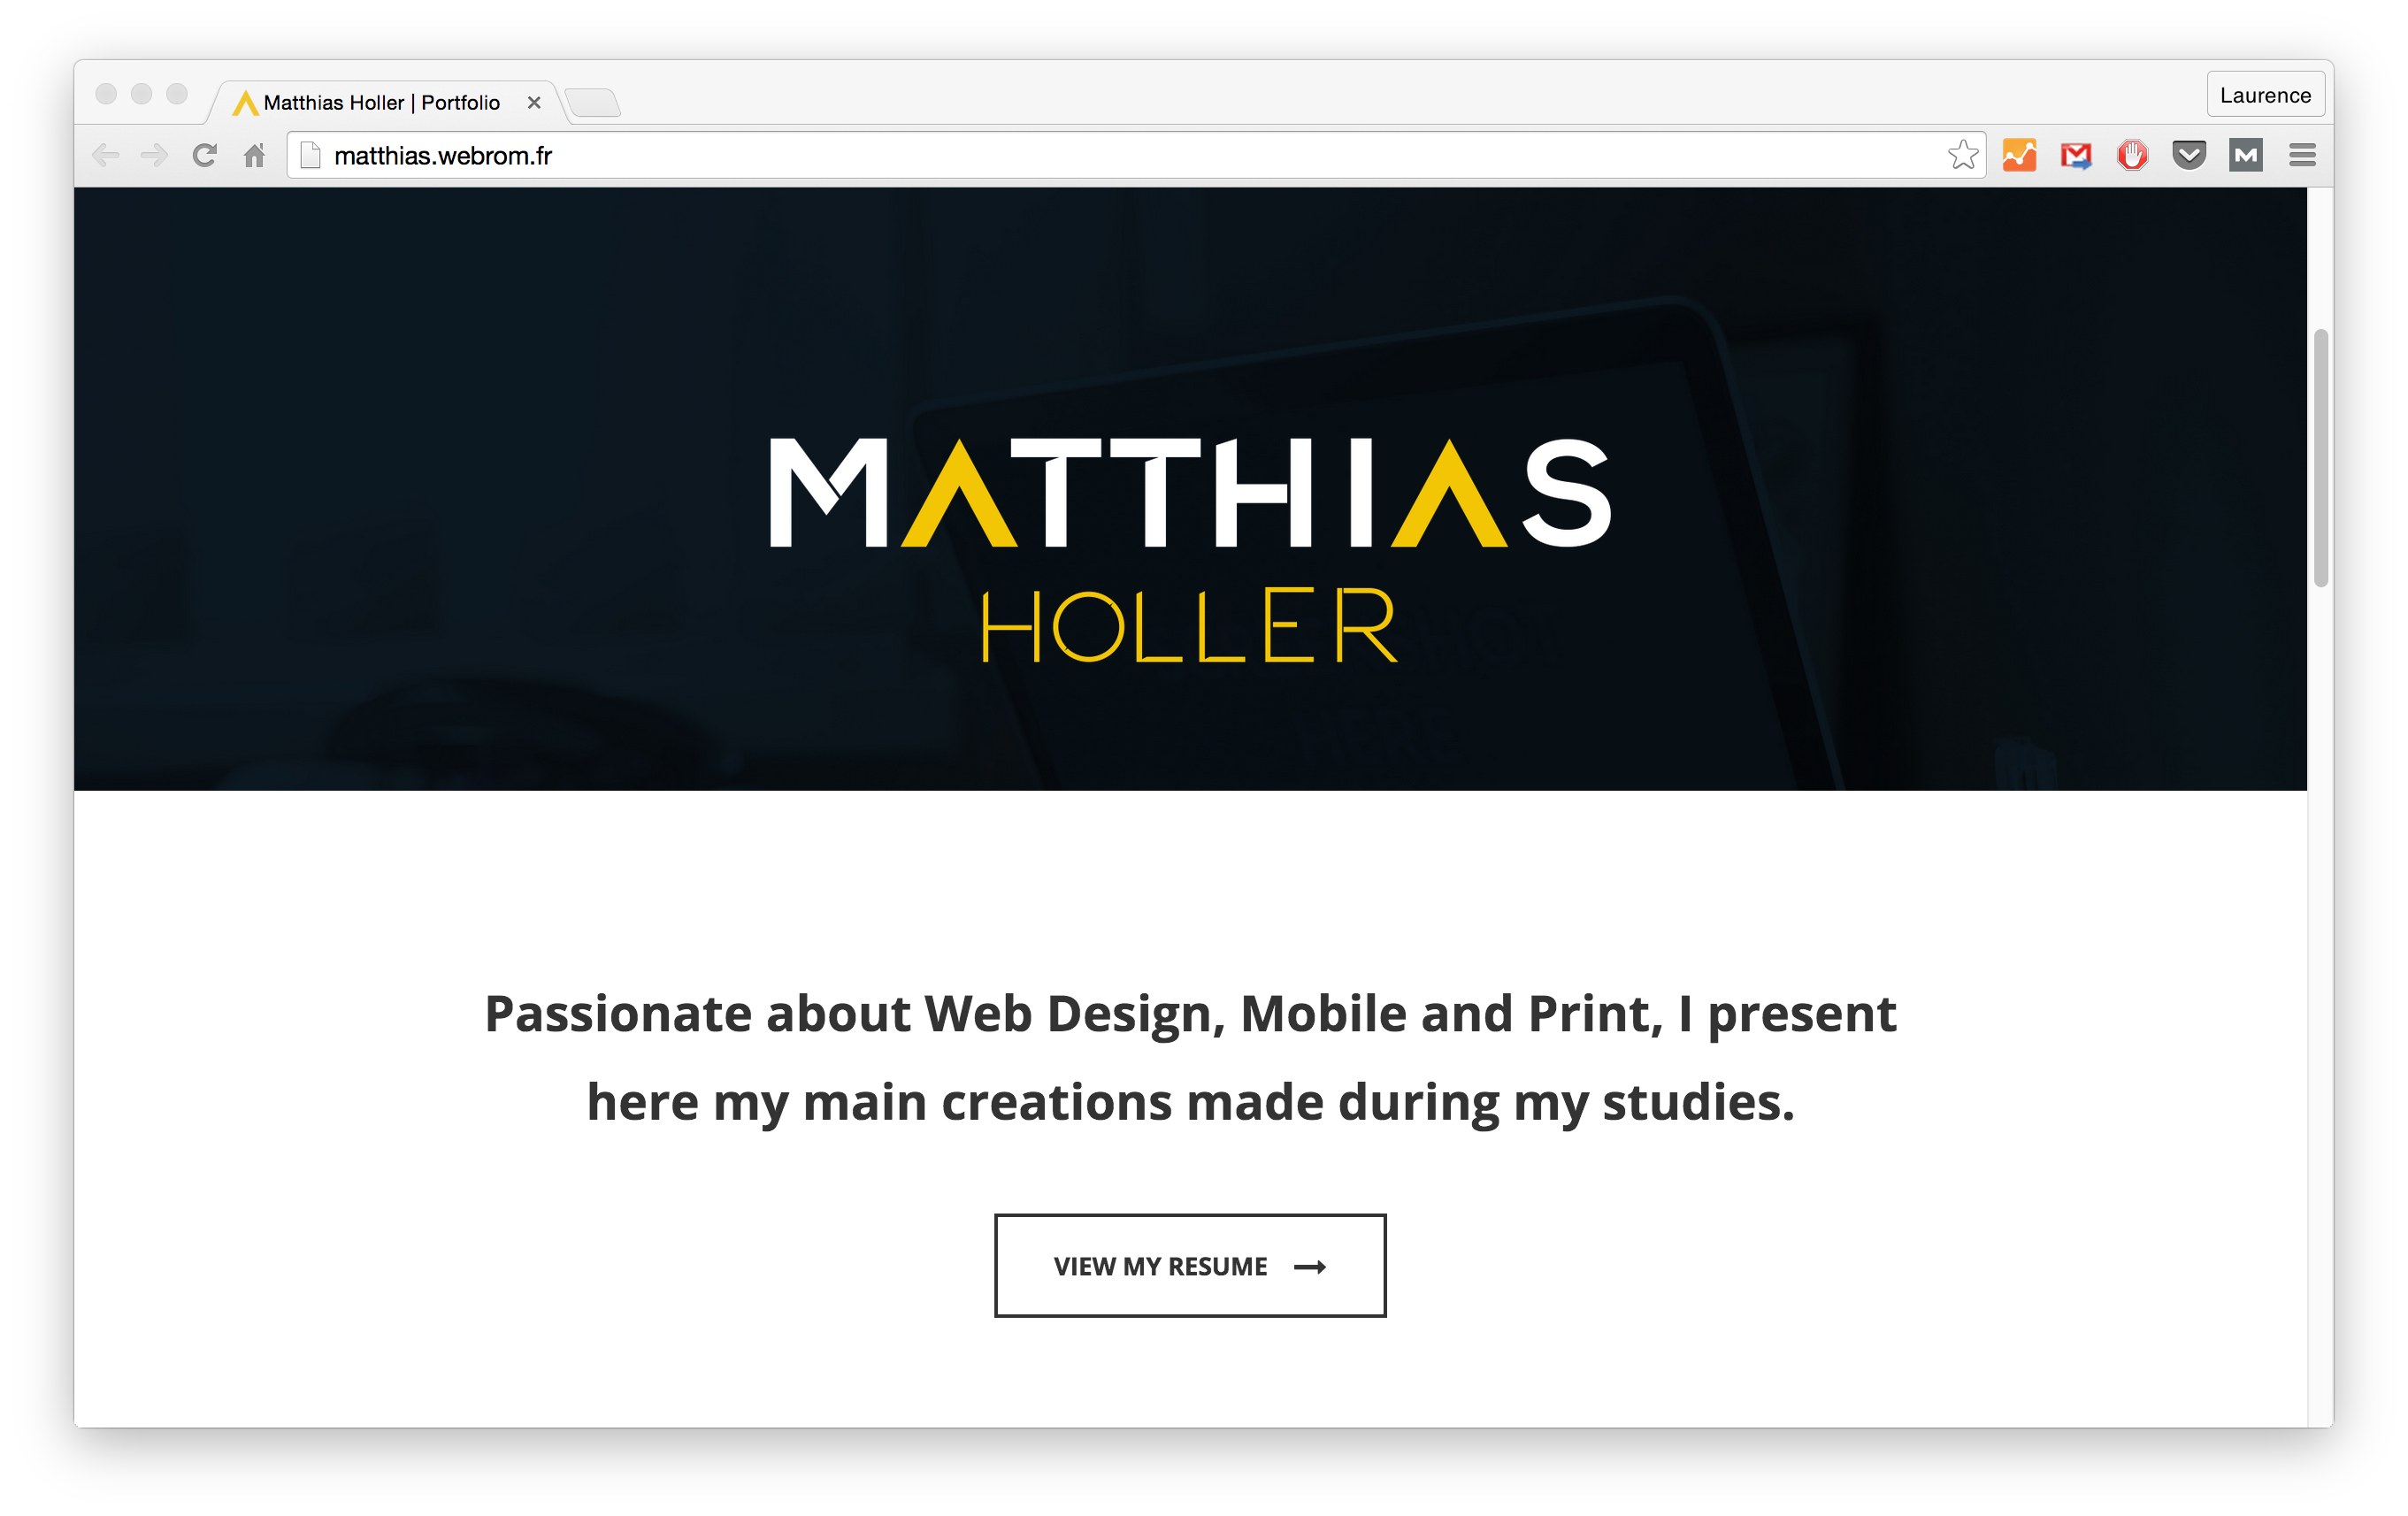 Matthias Holler | Portfolio
Laurence
matthias.webrom.fr
MATTHIAS
HOLLER
Passionate about Web Design, Mobile and Print, I present
here my main creations made during my studies.
VIEW MY RESUME